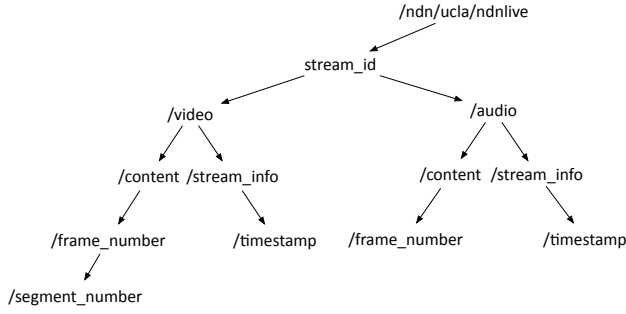 /ndn/ucla/ndnlive
stream_id
/video
/audio
/content /stream_info
/content /stream_info
/frame_number
/timestamp
/frame_number
/timestamp
/segment_number